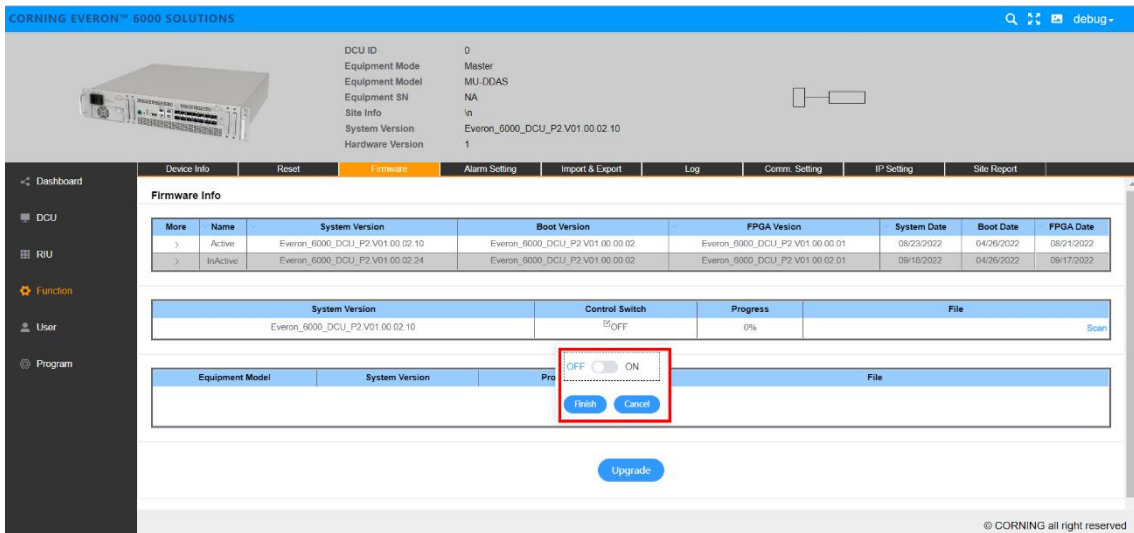 CORNING EVERON™ 6000 SOLUTIONS
debug
DCU ID 0
Equipment Mode Master
Equipment Model MU-DDAS
Equipment SN NA
Site Info \n
System Version Everon_6000_DCU_P2.V01.00.02.10
Hardware Version 1
Device Info Reset Firmware Alarm Setting Import & Export Log Comm. Setting IP Setting Site Report
Dashboard
DCU
RIU
Function
User
Program
Firmware Info
More Name System Version Boot Version FPGA Vesion System Date Boot Date FPGA Date
Active Everon_6000_DCU_P2.V01.00.02.10 Everon_6000_DCU_P2.V01.00.00.02 Everon_6000_DCU_P2.V01.00.00.01 08/23/2022 04/26/2022 08/21/2022
InActive Everon_6000_DCU_P2.V01.00.02.24 Everon_6000_DCU_P2.V01.00.00.02 Everon_6000_DCU_P2.V01.00.02.01 09/18/2022 04/26/2022 09/17/2022
System Version Control Switch Progress File
Everon_6000_DCU_P2.V01.00.02.10 OFF 0% Scan
OFF ON
Finish Cancel
Equipment Model System Version Pro File
Upgrade
© CORNING all right reserved